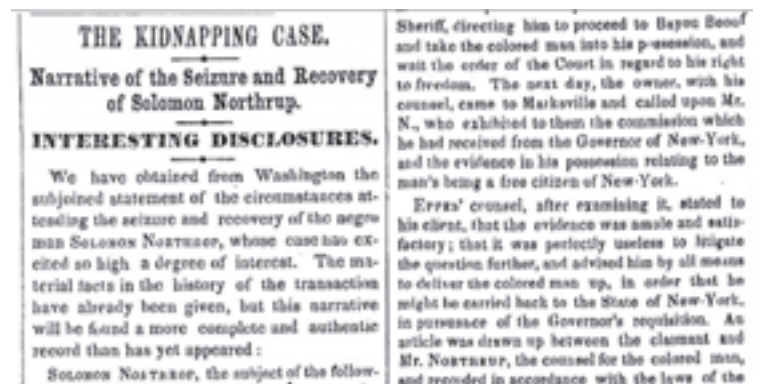 THE KIDNAPPING CASE.
Narrative of the Seizure and Recovery
of Solomon Northrup.
INTERESTING DISCLOSURES.
We have obtained from Washington the
subjoined statement of the circumstances at-
tending the seizure and recovery of the negro
man SOLOMON NORTHROP, whose case has ex-
cited so high a degree of interest. The ma-
terial facts in the history of the transaction
have already been given, but this narrative
will be found a more complete and authentic
record than has yet appeared:
SOLOMON NORTHROP, the subject of the follow-
Sheriff, directing him to proceed to Bayou Beouf
and take the colored man into his possession, and
wait the order of the Court in regard to his right
to freedom. The next day, the owner, with his
counsel, came to Marksville and called upon Mr.
N., who exhibited to them the commission which
he had received from the Governor of New-York,
and the evidence in his possession relating to the
man's being a free citizen of New-York.
EPPES' counsel, after examining it, stated to
his client, that the evidence was ample and satis-
factory; that it was perfectly useless to litigate
the question further, and advised him by all means
to deliver the colored man up, in order that he
might be carried back to the State of New-York,
in pursuance of the Governor's requisition. An
article was drawn up between the claimant and
Mr. NORTHRUP, the counsel for the colored man,
and recorded in accordance with the laws of the